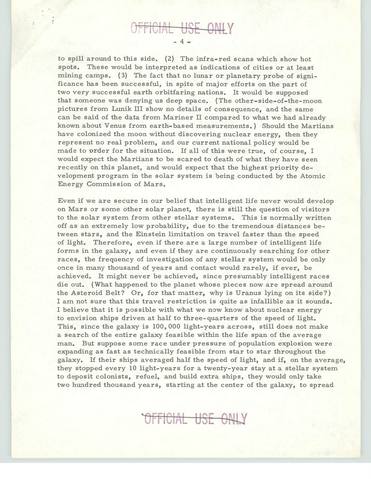 OFFICIAL USE ONLY
- 4 -
to spill around to this side. (2) The infra-red scans which show hot
spots. These would be interpreted as indications of cities or at least
mining camps. (3) The fact that no lunar or planetary probe of signi-
ficance has been successful, in spite of major efforts on the part of
two very successful earth orbitfaring nations. It would be supposed
that someone was denying us deep space. (The other-side-of-the-moon
pictures from Lunik III show no details of consequence, and the same
can be said of the data from Mariner II compared to what we had already
known about Venus from earth-based measurements.) Should the Martians
have colonized the moon without discovering nuclear energy, then they
represent no real problem, and our current national policy would be
made to order for the situation. If all of this were true, of course, I
would expect the Martians to be scared to death of what they have seen
recently on this planet, and would expect that the highest priority de-
velopment program in the solar system is being conducted by the Atomic
Energy Commission of Mars.
Even if we are secure in our belief that intelligent life never would develop
on Mars or some other solar planet, there is still the question of visitors
to the solar system from other stellar systems. This is normally written
off as an extremely low probability, due to the tremendous distances be-
tween stars, and the Einstein limitation on travel faster than the speed
of light. Therefore, even if there are a large number of intelligent life
forms in the galaxy, and even if they are continuously searching for other
races, the frequency of investigation of any stellar system would be only
once in many thousands of years and contact would rarely, if ever, be
achieved. It might never be achieved, since presumably intelligent races
die out. (What happened to the planet whose pieces now are spread around
the Asteroid Belt? Or, for that matter, why is Uranus lying on its side?)
I am not sure that this travel restriction is quite as infallible as it sounds.
I believe that it is possible with what we now know about nuclear energy
to envision ships driven at half to three-quarters of the speed of light.
This, since the galaxy is 100,000 light-years across, still does not make
a search of the entire galaxy feasible within the life span of the average
man. But suppose some race under pressure of population explosion were
expanding as fast as technically feasible from star to star throughout the
galaxy. If their ships averaged half the speed of light, and if, on the average,
they stopped every 10 light-years for a twenty-year stay at a stellar system
to deposit colonists, refuel, and build extra ships, they would only take
two hundred thousand years, starting at the center of the galaxy, to spread
OFFICIAL USE ONLY